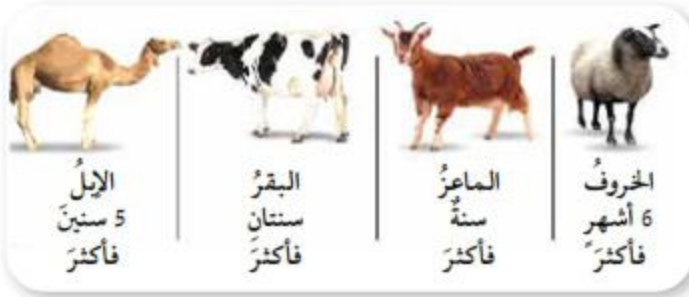 الخروفُ
6 أشهرٍ
فأكثرَ
الماعزُ
سنةٌ
فأكثرَ
البقرُ
سنتانِ
فأكثرَ
الإبلُ
5 سنينَ
فأكثرَ